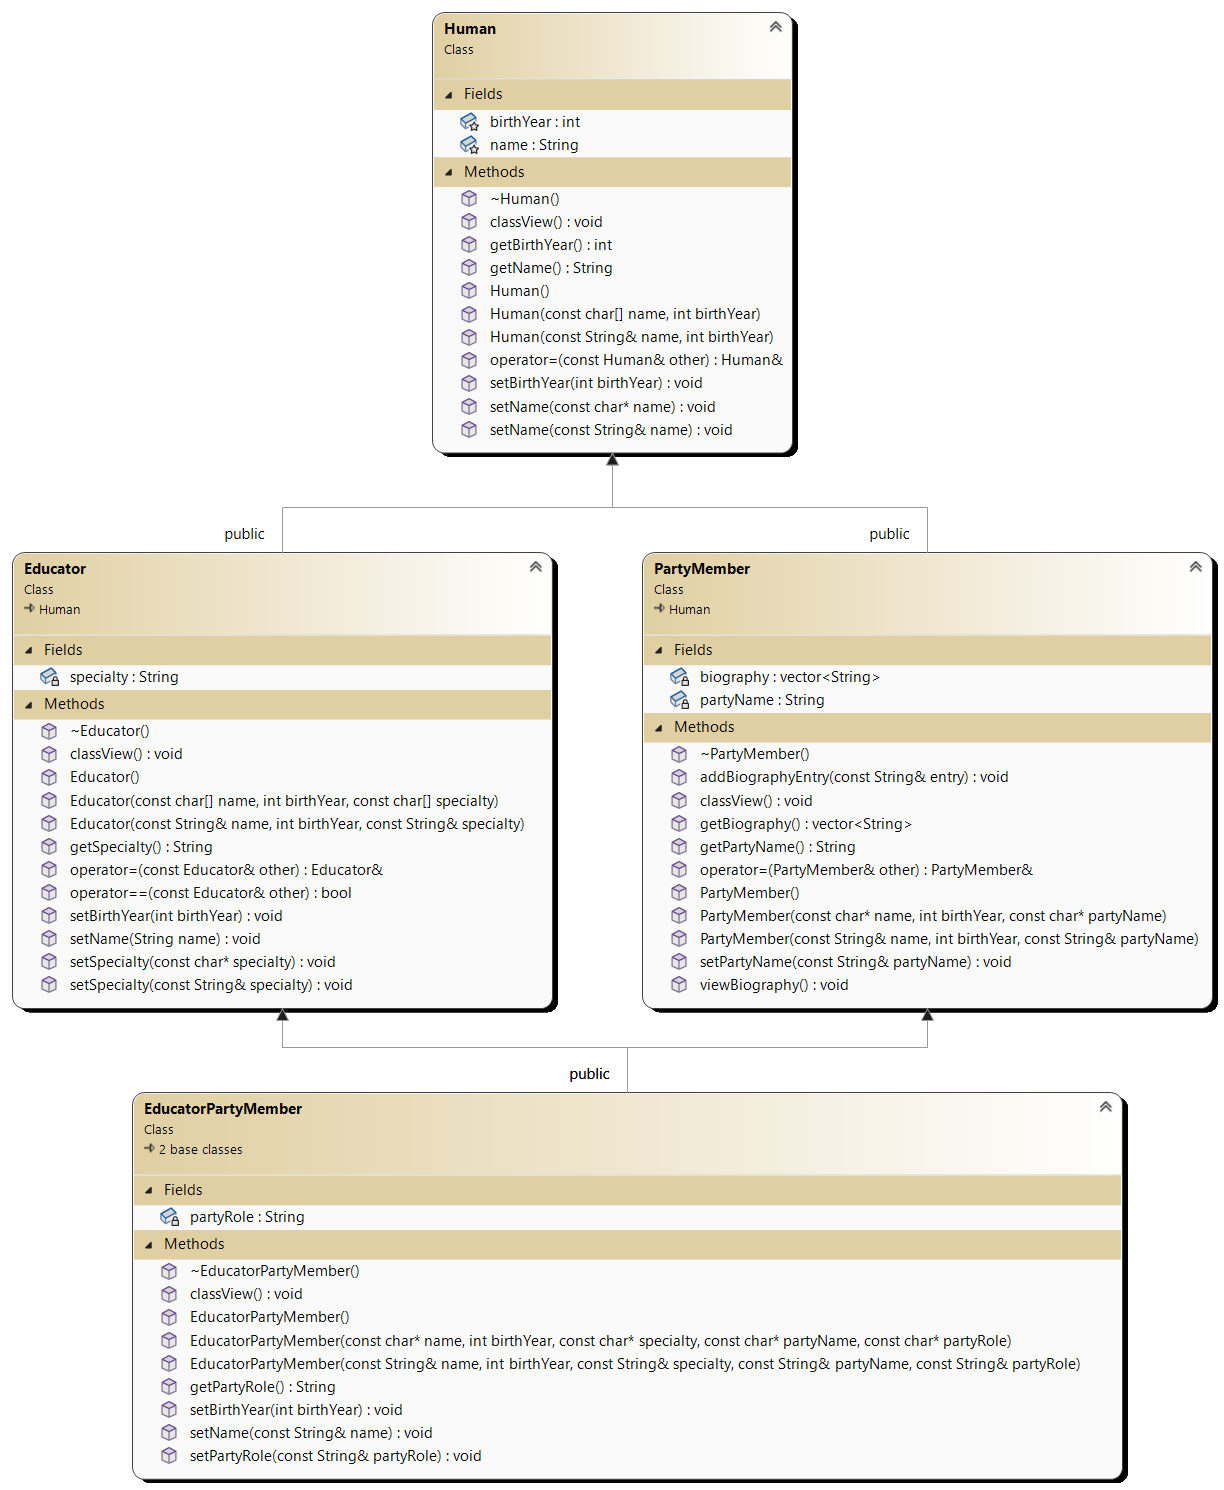 Human
Class
Fields
birthYear : int
name : String
Methods
~Human()
classView() : void
getBirthYear() : int
getName() : String
Human()
Human(const char[] name, int birthYear)
Human(const String& name, int birthYear)
operator=(const Human& other) : Human&
setBirthYear(int birthYear) : void
setName(const char* name) : void
setName(const String& name) : void
public
public
Educator
Class
Human
Fields
specialty : String
Methods
~Educator()
classView() : void
Educator()
Educator(const char[] name, int birthYear, const char[] specialty)
Educator(const String& name, int birthYear, const String& specialty)
getSpecialty() : String
operator=(const Educator& other) : Educator&
operator==(const Educator& other) : bool
setBirthYear(int birthYear) : void
setName(String name) : void
setSpecialty(const char* specialty) : void
setSpecialty(const String& specialty) : void
PartyMember
Class
Human
Fields
biography : vector<String>
partyName : String
Methods
~PartyMember()
addBiographyEntry(const String& entry) : void
classView() : void
getBiography() : vector<String>
getPartyName() : String
operator=(PartyMember& other) : PartyMember&
PartyMember()
PartyMember(const char* name, int birthYear, const char* partyName)
PartyMember(const String& name, int birthYear, const String& partyName)
setPartyName(const String& partyName) : void
viewBiography() : void
public
EducatorPartyMember
Class
2 base classes
Fields
partyRole : String
Methods
~EducatorPartyMember()
classView() : void
EducatorPartyMember()
EducatorPartyMember(const char* name, int birthYear, const char* specialty, const char* partyName, const char* partyRole)
EducatorPartyMember(const String& name, int birthYear, const String& specialty, const String& partyName, const String& partyRole)
getPartyRole() : String
setBirthYear(int birthYear) : void
setName(const String& name) : void
setPartyRole(const String& partyRole) : void